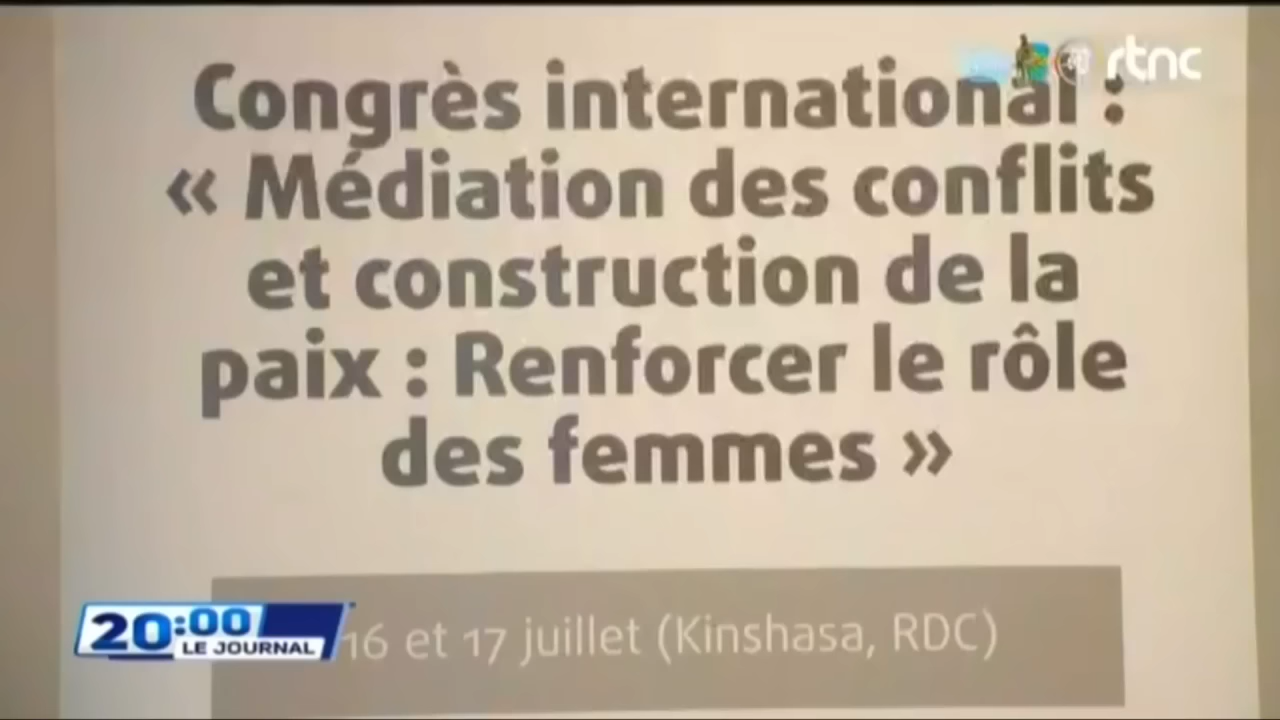 rtnc
Congrès international :
« Médiation des conflits
et construction de la
paix : Renforcer le rôle
des femmes »
16 et 17 juillet (Kinshasa, RDC)
20:00
LE JOURNAL